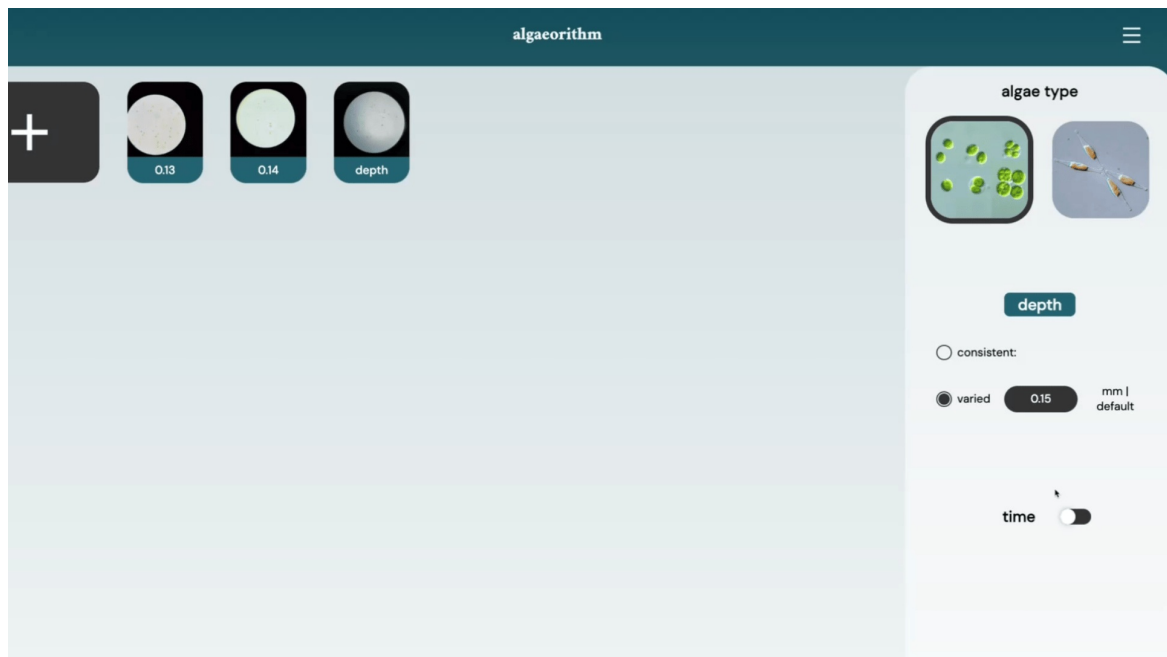 algaeorithm
0.13
0.14
depth
algae type
depth
consistent:
varied
0.15
mm |
default
time